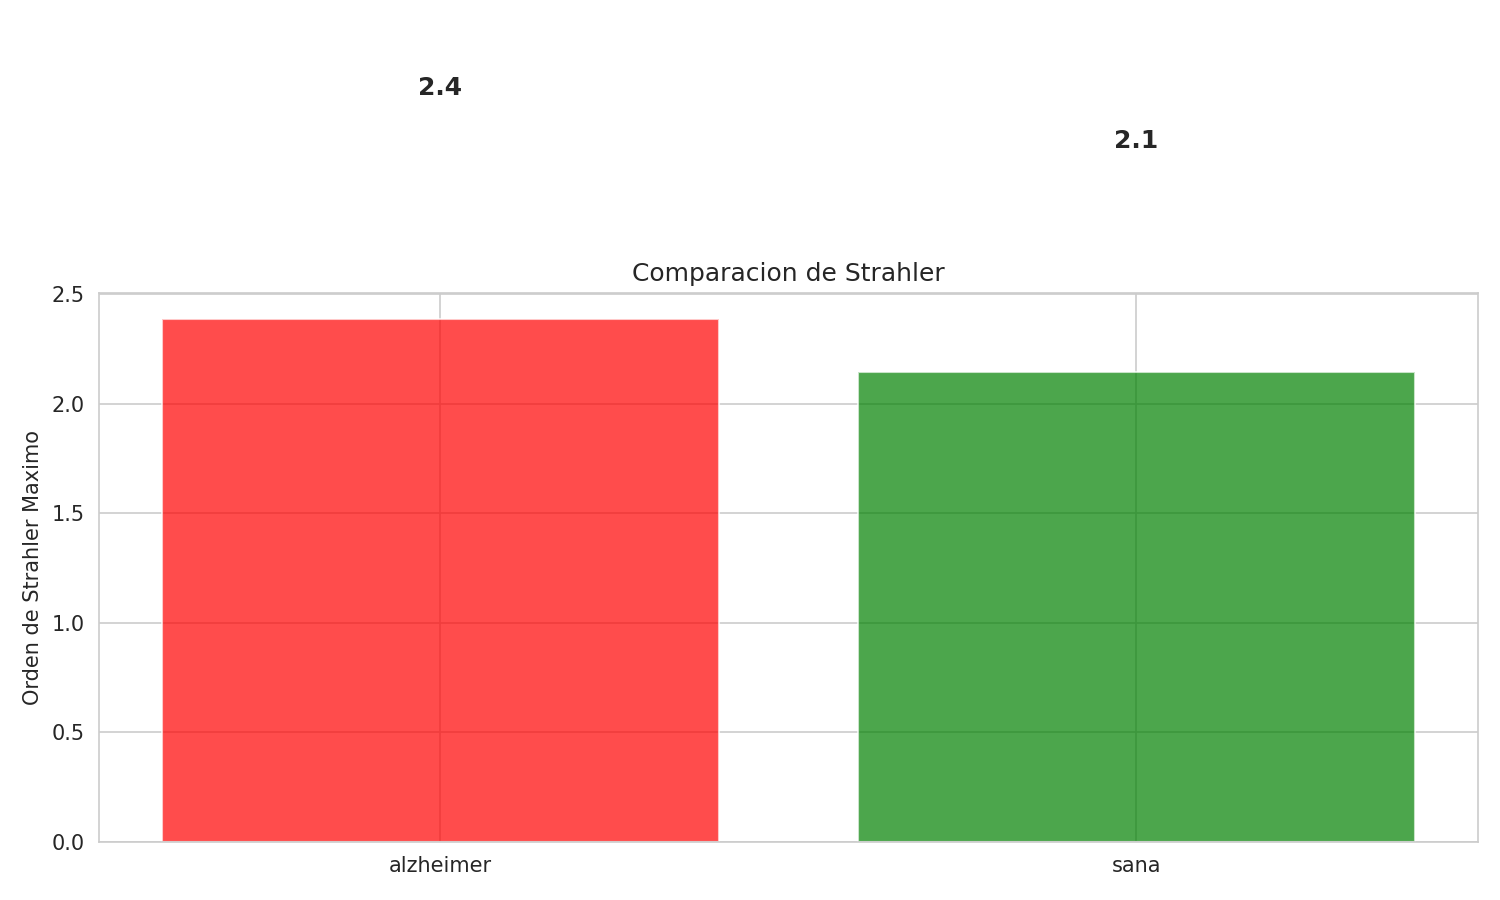 2.4
2.1
Comparacion de Strahler
Orden de Strahler Maximo
2.5
2.0
1.5
1.0
0.5
0.0
alzheimer
sana